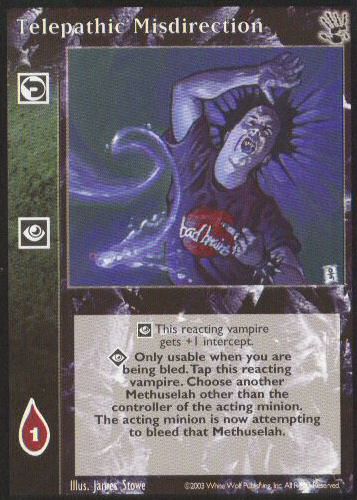 Telepathic Misdirection
bad brains
This reacting vampire
gets +1 intercept.
Only usable when you are
being bled. Tap this reacting
vampire. Choose another
Methuselah other than the
controller of the acting minion.
The acting minion is now attempting
to bleed that Methuselah.
1
Illus. James Stowe
©2003 White Wolf Publishing, Inc. All Rights Reserved.